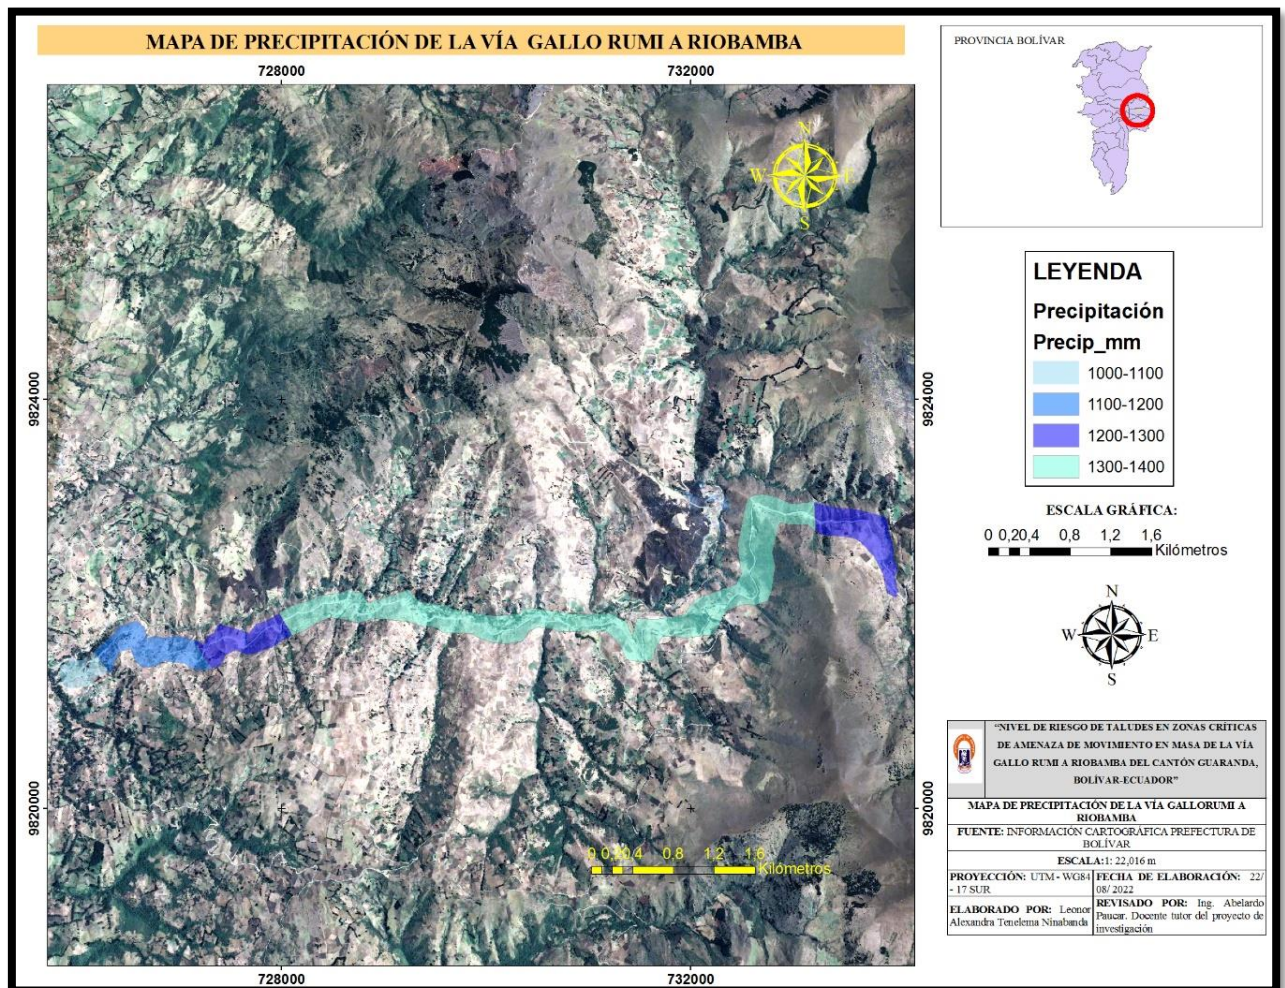 MAPA DE PRECIPITACIÓN DE LA VÍA GALLO RUMI A RIOBAMBA
728000 732000
9824000
9820000
N
W E
S
0 0,20,4 0,8 1,2 1,6
Kilómetros
9824000
9820000
728000 732000
PROVINCIA BOLÍVAR
LEYENDA
Precipitación
Precip_mm
1000-1100
1100-1200
1200-1300
1300-1400
ESCALA GRÁFICA:
0 0,20,4 0,8 1,2 1,6
Kilómetros
N
W E
S
“NIVEL DE RIESGO DE TALUDES EN ZONAS CRÍTICAS
DE AMENAZA DE MOVIMIENTO EN MASA DE LA VÍA
GALLO RUMI A RIOBAMBA DEL CANTÓN GUARANDA,
BOLÍVAR-ECUADOR”
MAPA DE PRECIPITACIÓN DE LA VÍA GALLORUMI A
RIOBAMBA
FUENTE: INFORMACIÓN CARTOGRÁFICA PREFECTURA DE
BOLÍVAR
ESCALA:1: 22,016 m
PROYECCIÓN: UTM - WG84
- 17 SUR
FECHA DE ELABORACIÓN: 22/
08/ 2022
ELABORADO POR: Leonor
Alexandra Tenelema Ninabanda
REVISADO POR: Ing. Abelardo
Paucar. Docente tutor del proyecto de
investigación